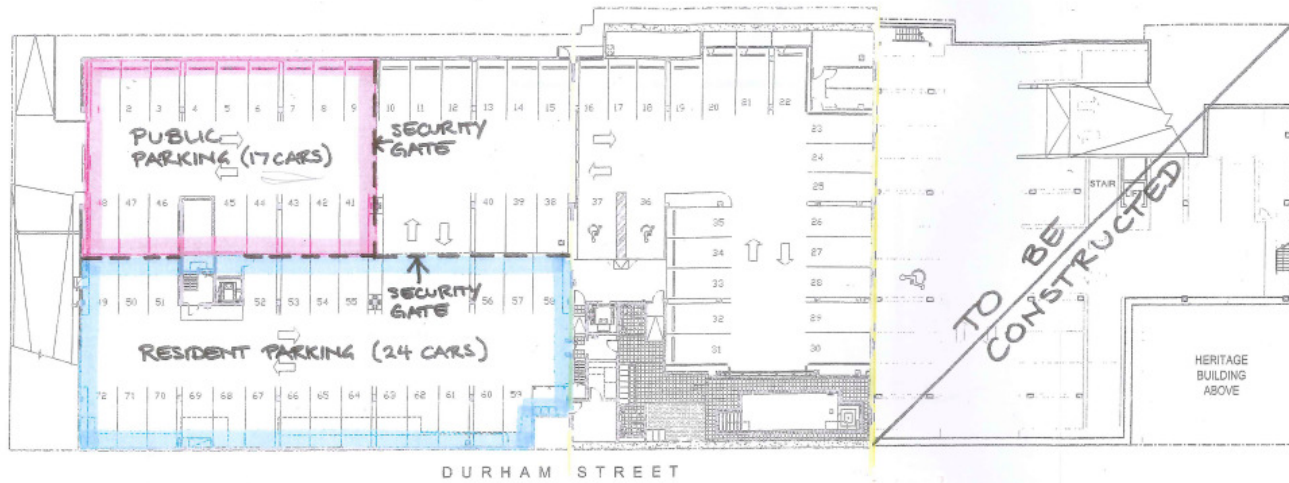 2 3 4 5 6 7 8 9 10 11 12 13 14 15 16 17 18 19 20 21 22
PUBLIC
PARKING (17 CARS)
SECURITY
GATE
23
24
25
48 47 46 45 44 43 42 41 40 39 38 37 36
35 26
34 27
33 28
STAIR
LIFT
TO BE
CONSTRUCTED
49 50 51 52 53 54 55 56 57 58
SECURITY
GATE
32 29
31 30
RESIDENT PARKING (24 CARS)
72 71 70 69 68 67 66 65 64 63 62 61 60 59
HERITAGE
BUILDING
ABOVE
DURHAM STREET